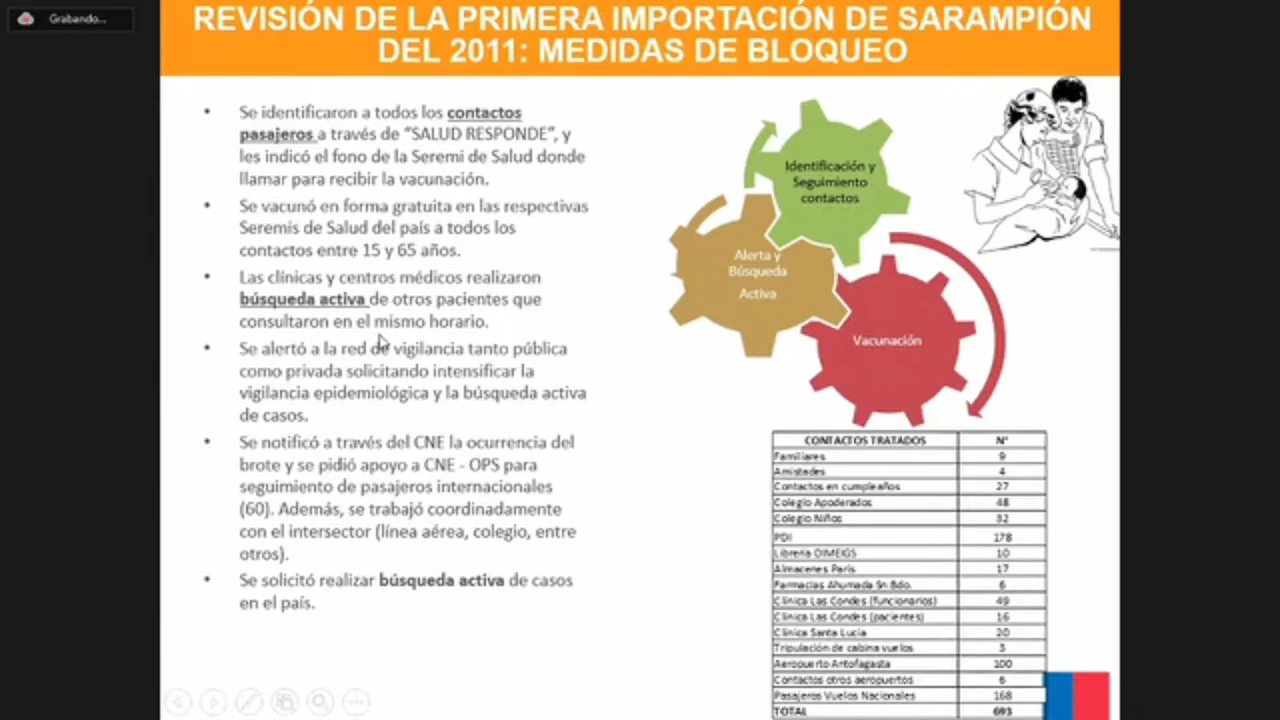 Grabando...
REVISIÓN DE LA PRIMERA IMPORTACIÓN DE SARAMPIÓN
DEL 2011: MEDIDAS DE BLOQUEO
• Se identificaron a todos los contactos
pasajeros a través de “SALUD RESPONDE”, y
les indicó el fono de la Seremi de Salud donde
llamar para recibir la vacunación.
• Se vacunó en forma gratuita en las respectivas
Seremis de Salud del país a todos los
contactos entre 15 y 65 años.
• Las clínicas y centros médicos realizaron
búsqueda activa de otros pacientes que
consultaron en el mismo horario.
• Se alertó a la red de vigilancia tanto pública
como privada solicitando intensificar la
vigilancia epidemiológica y la búsqueda activa
de casos.
• Se notificó a través del CNE la ocurrencia del
brote y se pidió apoyo a CNE - OPS para
seguimiento de pasajeros internacionales
(60). Además, se trabajó coordinadamente
con el intersector (línea aérea, colegio, entre
otros).
• Se solicitó realizar búsqueda activa de casos
en el país.
Identificación y
Seguimiento
contactos
Alerta y
Búsqueda
Activa
Vacunación
CONTACTOS TRATADOS N°
Familiares 9
Amistades 4
Contactos en cumpleaños 27
Colegio Apoderados 48
Colegio Niños 32
PDI 178
Libreria DIMEIGS 10
Almacenes Paris 17
Farmacias Ahumada Sn.Bdo. 6
Clínica Las Condes (funcionarios) 49
Clínica Las Condes (pacientes) 16
Clínica Santa Lucía 20
Tripulación de cabina vuelos 3
Aeropuerto Antofagasta 100
Contactos otros aeropuertos 6
Pasajeros Vuelos Nacionales 168
TOTAL 693